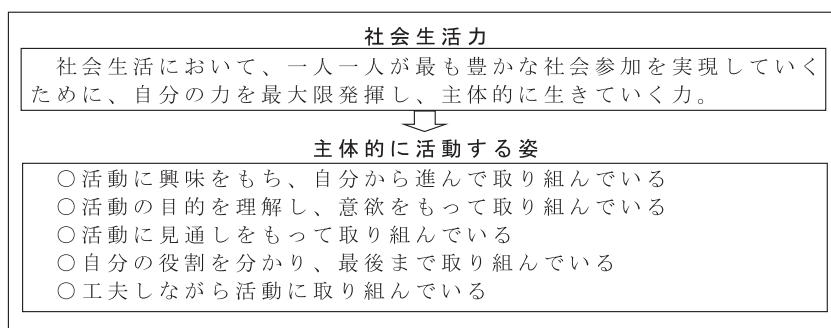 社会生活力
社会生活において、一人一人が最も豊かな社会参加を実現していく
ために、自分の力を最大限発揮し、主体的に生きていく力。
主体的に活動する姿
○活動に興味をもち、自分から進んで取り組んでいる
○活動の目的を理解し、意欲をもって取り組んでいる
○活動に見通しをもって取り組んでいる
○自分の役割を分かり、最後まで取り組んでいる
○工夫しながら活動に取り組んでいる